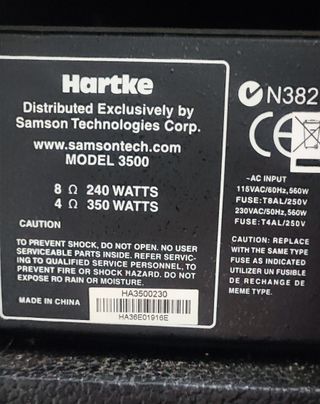 Hartke
Distributed Exclusively by
Samson Technologies Corp.
www.samsontech.com
MODEL 3500
8 Ω 240 WATTS
4 Ω 350 WATTS
CAUTION
TO PREVENT SHOCK, DO NOT OPEN. NO USER
SERVICEABLE PARTS INSIDE. REFER SERVIC-
ING TO QUALIFIED SERVICE PERSONNEL, TO
PREVENT FIRE OR SHOCK HAZARD. DO NOT
EXPOSE RO RAIN OR MOISTURE.
MADE IN CHINA
HA3500230
HA36E01916E
N382
CE
~AC INPUT
115VAC/60Hz, 560W
FUSE:T8AL/250V
230VAC/50Hz, 560W
FUSE:T4AL/250V
CAUTION: REPLACE
WITH THE SAME TYPE
FUSE AS INDICATED
UTILIZER UN FUSIBLE
DE RECHANGE DE
MEME TYPE.